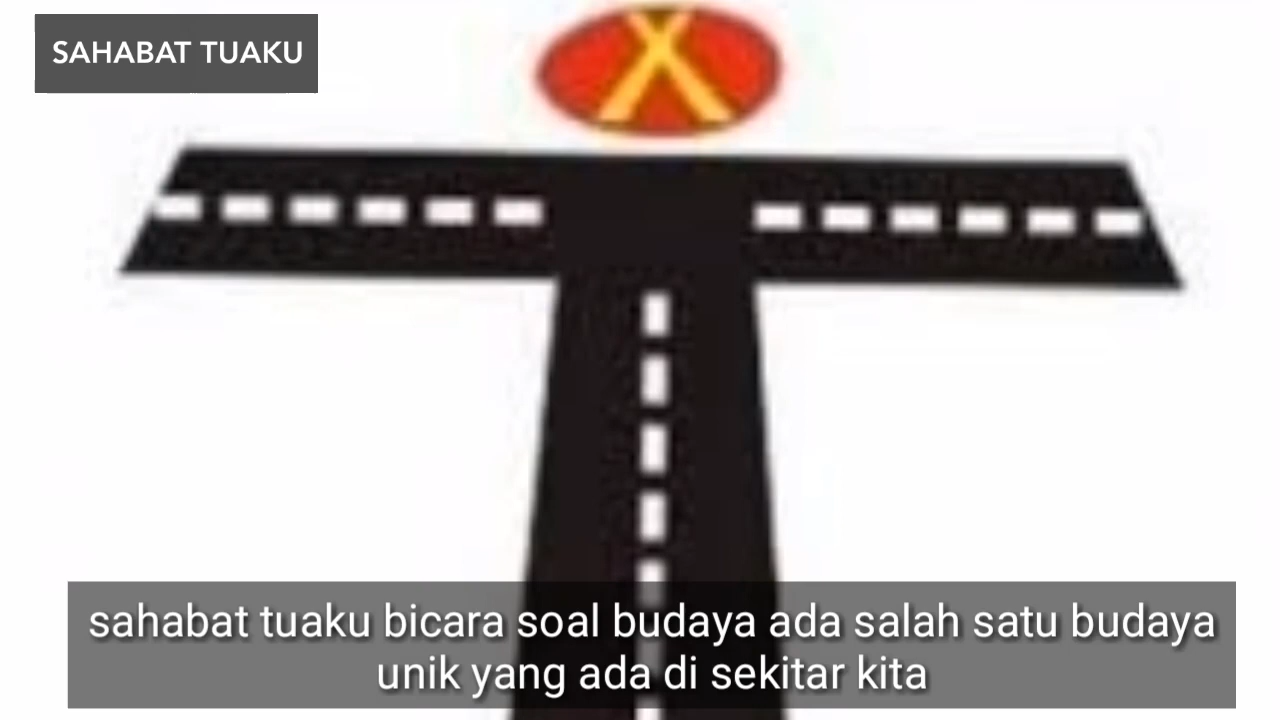 SAHABAT TUAKU
X
sahabat tuaku bicara soal budaya ada salah satu budaya
unik yang ada di sekitar kita